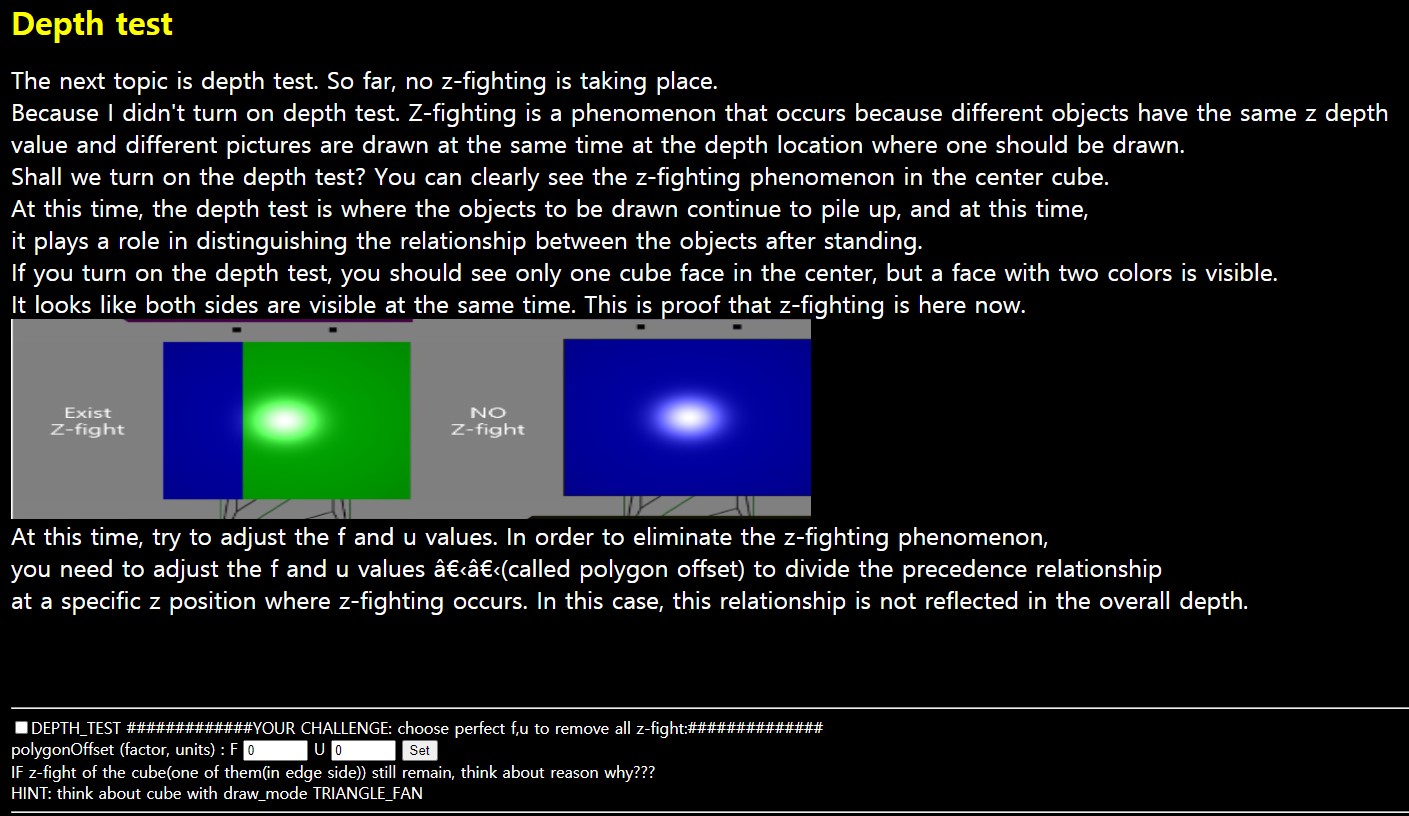 Depth test
The next topic is depth test. So far, no z-fighting is taking place.
Because I didn't turn on depth test. Z-fighting is a phenomenon that occurs because different objects have the same z depth
value and different pictures are drawn at the same time at the depth location where one should be drawn.
Shall we turn on the depth test? You can clearly see the z-fighting phenomenon in the center cube.
At this time, the depth test is where the objects to be drawn continue to pile up, and at this time,
it plays a role in distinguishing the relationship between the objects after standing.
If you turn on the depth test, you should see only one cube face in the center, but a face with two colors is visible.
It looks like both sides are visible at the same time. This is proof that z-fighting is here now.
Exist
Z-fight
NO
Z-fight
At this time, try to adjust the f and u values. In order to eliminate the z-fighting phenomenon,
you need to adjust the f and u values â€‹â€‹(called polygon offset) to divide the precedence relationship
at a specific z position where z-fighting occurs. In this case, this relationship is not reflected in the overall depth.
DEPTH_TEST #############YOUR CHALLENGE: choose perfect f,u to remove all z-fight:##############
polygonOffset (factor, units) : F 0 U 0 Set
IF z-fight of the cube(one of them(in edge side)) still remain, think about reason why???
HINT: think about cube with draw_mode TRIANGLE_FAN